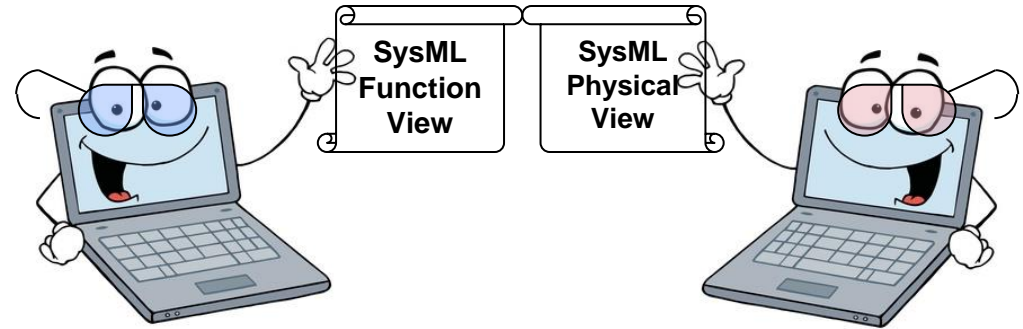 SysML
Function
View
SysML
Physical
View